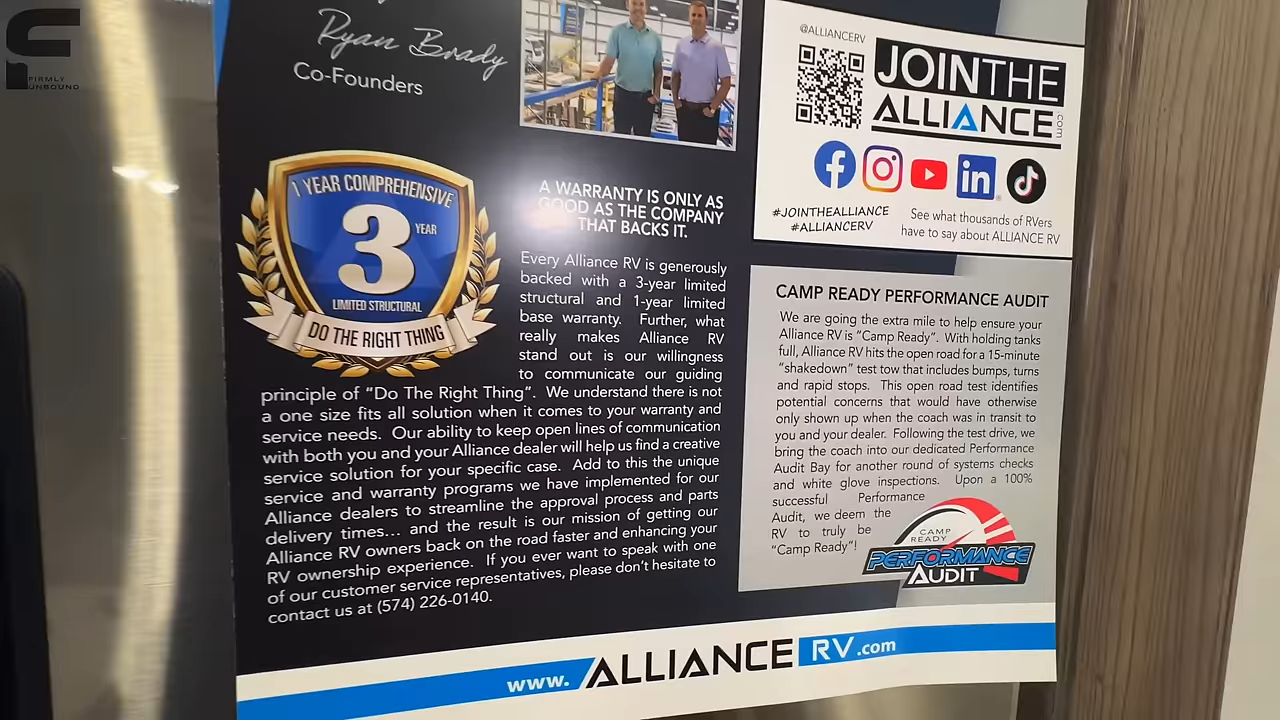 FIRMLY
UNBOUND
Ryan Brady
Co-Founders
1 YEAR COMPREHENSIVE
3 YEAR
LIMITED STRUCTURAL
DO THE RIGHT THING
A WARRANTY IS ONLY AS
GOOD AS THE COMPANY
THAT BACKS IT.
Every Alliance RV is generously
backed with a 3-year limited
structural and 1-year limited
base warranty. Further, what
really makes Alliance RV
stand out is our willingness
to communicate our guiding
principle of “Do The Right Thing”. We understand there is not
a one size fits all solution when it comes to your warranty and
service needs. Our ability to keep open lines of communication
with both you and your Alliance dealer will help us find a creative
service solution for your specific case. Add to this the unique
service and warranty programs we have implemented for our
Alliance dealers to streamline the approval process and parts
delivery times... and the result is our mission of getting our
Alliance RV owners back on the road faster and enhancing your
RV ownership experience. If you ever want to speak with one
of our customer service representatives, please don’t hesitate to
contact us at (574) 226-0140.
@ALLIANCERV
JOINTHE
ALLIANCE.com
in
#JOINTHEALLIANCE
#ALLIANCERV
See what thousands of RVers
have to say about ALLIANCE RV
CAMP READY PERFORMANCE AUDIT
We are going the extra mile to help ensure your
Alliance RV is “Camp Ready”. With holding tanks
full, Alliance RV hits the open road for a 15-minute
“shakedown” test tow that includes bumps, turns
and rapid stops. This open road test identifies
potential concerns that would have otherwise
only shown up when the coach was in transit to
you and your dealer. Following the test drive, we
bring the coach into our dedicated Performance
Audit Bay for another round of systems checks
and white glove inspections. Upon a 100%
successful Performance
Audit, we deem the
RV to truly be
“Camp Ready”!
CAMP
READY
PERFORMANCE
AUDIT
www.ALLIANCE RV.com